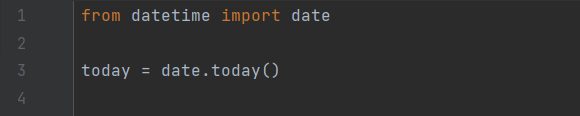 1 from datetime import date
2
3 today = date.today()
4